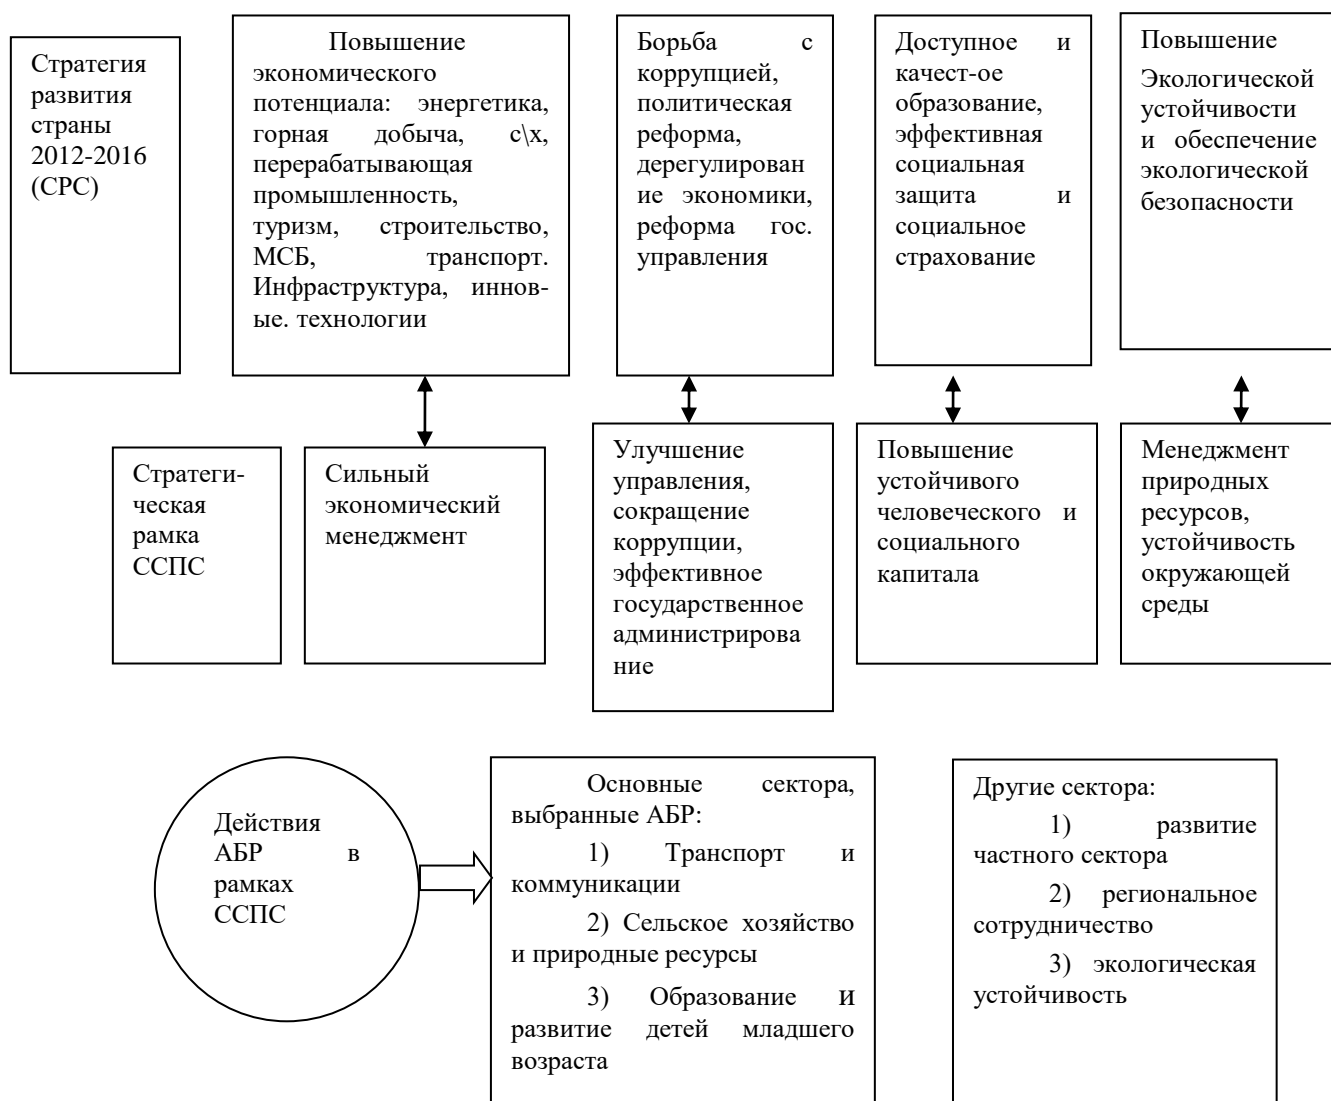 Стратегия
развития
страны
2012-2016
(СРС)
Повышение
экономического
потенциала: энергетика,
горная добыча, с\х,
перерабатывающая
промышленность,
туризм, строительство,
МСБ, транспорт.
Инфраструктура, иннов-
ые. технологии
Борьба с
коррупцией,
политическая
реформа,
дерегулирован
ие экономики,
реформа гос.
управления
Доступное и
качест-ое
образование,
эффективная
социальная
защита и
социальное
страхование
Повышение
Экологической
устойчивости
и обеспечение
экологической
безопасности
Стратеги-
ческая
рамка
ССПС
Сильный
экономический
менеджмент
Улучшение
управления,
сокращение
коррупции,
эффективное
государственное
администрирова
ние
Повышение
устойчивого
человеческого и
социального
капитала
Менеджмент
природных
ресурсов,
устойчивость
окружающей
среды
Действия
АБР в
рамках
ССПС
Основные сектора,
выбранные АБР:
1) Транспорт и
коммуникации
2) Сельское хозяйство
и природные ресурсы
3) Образование и
развитие детей младшего
возраста
Другие сектора:
1) развитие
частного сектора
2) региональное
сотрудничество
3) экологическая
устойчивость